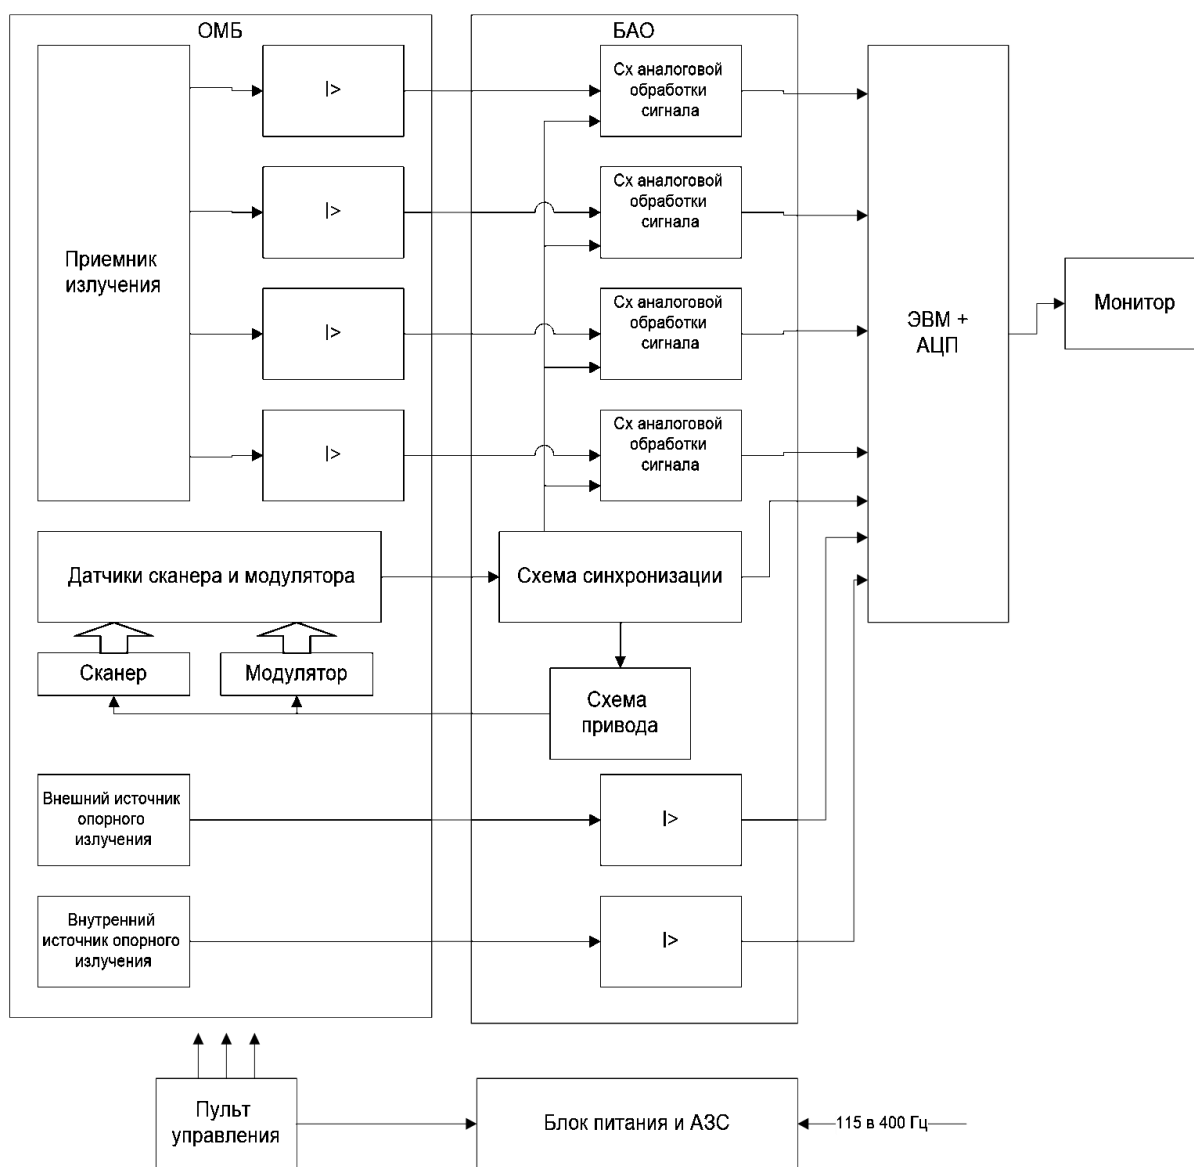 ОМБ
БАО
Приемник
излучения
|>
|>
|>
|>
Сх аналоговой
обработки
сигнала
Сх аналоговой
обработки
сигнала
Сх аналоговой
обработки
сигнала
Сх аналоговой
обработки
сигнала
ЭВМ +
АЦП
Монитор
Датчики сканера и модулятора
Схема синхронизации
Сканер
Модулятор
Схема
привода
Внешний источник
опорного
излучения
|>
Внутренний
источник опорного
излучения
|>
Пульт
управления
Блок питания и АЗС
115 в 400 Гц